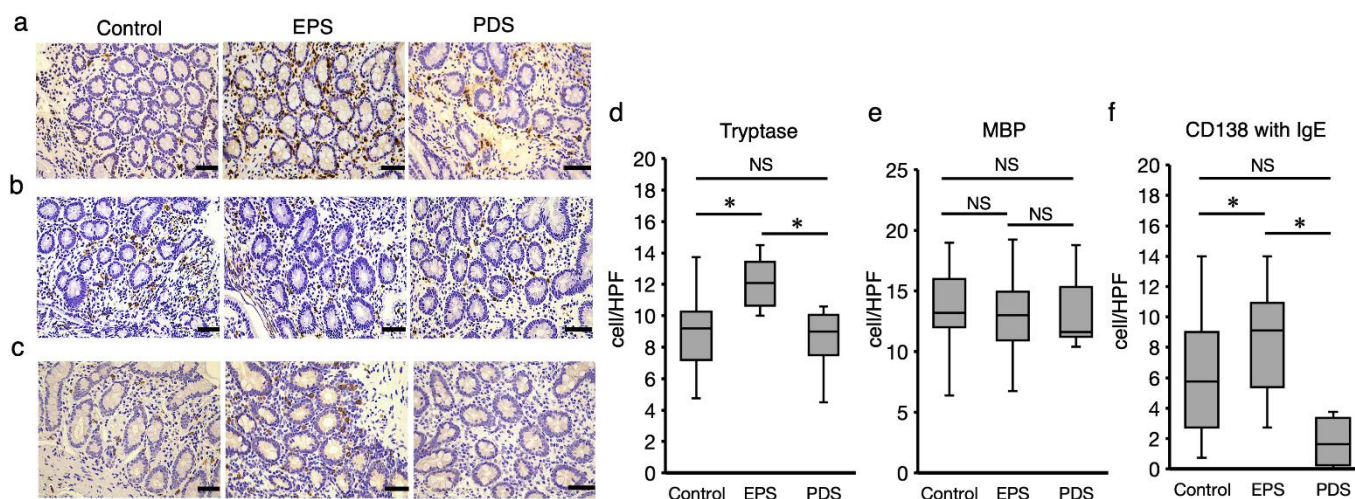 a
Control EPS PDS
b
c
d
Tryptase
20
18
16
14
12
10
8
6
4
2
0
cell/HPF
NS
* *
Control EPS PDS
e
MBP
25
20
15
10
5
0
cell/HPF
NS
NS NS
Control EPS PDS
f
CD138 with IgE
20
18
16
14
12
10
8
6
4
2
0
cell/HPF
NS
* *
Control EPS PDS